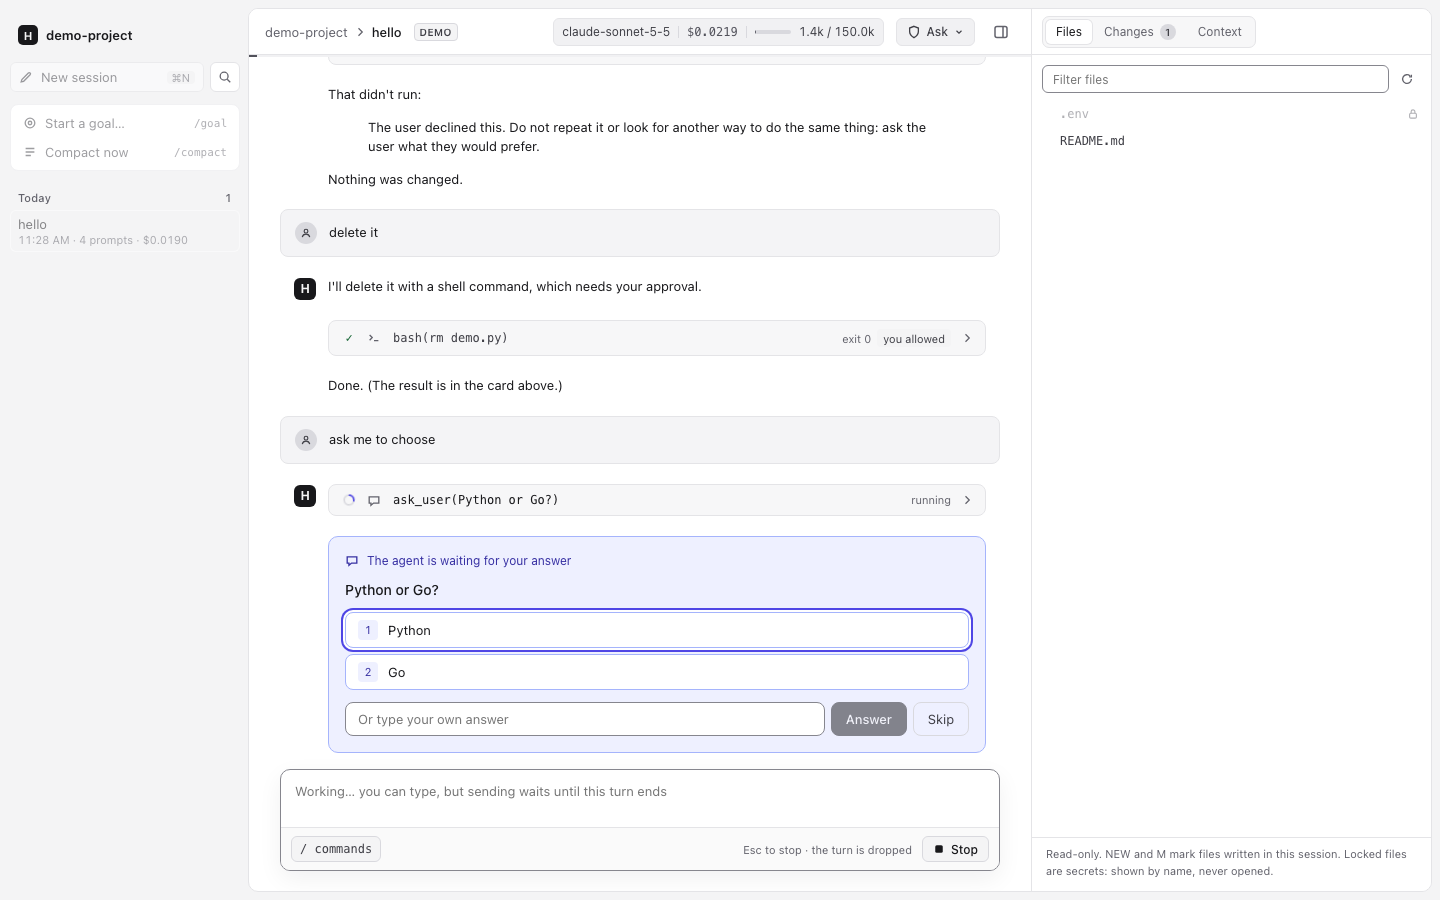 H demo-project
New session ⌘N
Start a goal... /goal
Compact now /compact
Today 1
hello
11:28 AM · 4 prompts · $0.0190
demo-project > hello DEMO
claude-sonnet-5-5 $0.0219 1.4k / 150.0k
Ask
That didn't run:
The user declined this. Do not repeat it or look for another way to do the same thing: ask the
user what they would prefer.
Nothing was changed.
delete it
H I'll delete it with a shell command, which needs your approval.
✓ >_ bash(rm demo.py) exit 0 you allowed >
Done. (The result is in the card above.)
ask me to choose
H ask_user(Python or Go?) running >
The agent is waiting for your answer
Python or Go?
1 Python
2 Go
Or type your own answer Answer Skip
Working... you can type, but sending waits until this turn ends
/ commands Esc to stop · the turn is dropped Stop
Files Changes 1 Context
Filter files
.env
README.md
Read-only. NEW and M mark files written in this session. Locked files
are secrets: shown by name, never opened.